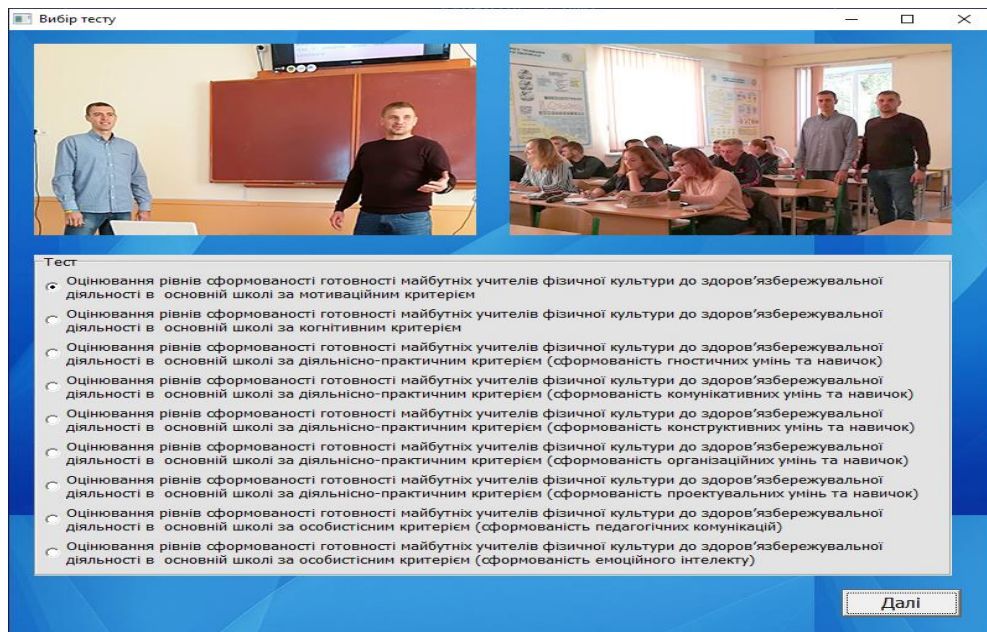 Вибір тесту
Тест
Оцінювання рівнів сформованості готовності майбутніх учителів фізичної культури до здоров’язбережувальної
діяльності в  основній школі за мотиваційним критерієм
Оцінювання рівнів сформованості готовності майбутніх учителів фізичної культури до здоров’язбережувальної
діяльності в  основній школі за когнітивним критерієм
Оцінювання рівнів сформованості готовності майбутніх учителів фізичної культури до здоров’язбережувальної
діяльності в  основній школі за діяльнісно-практичним критерієм (сформованість гностичних умінь та навичок)
Оцінювання рівнів сформованості готовності майбутніх учителів фізичної культури до здоров’язбережувальної
діяльності в  основній школі за діяльнісно-практичним критерієм (сформованість комунікативних умінь та навичок)
Оцінювання рівнів сформованості готовності майбутніх учителів фізичної культури до здоров’язбережувальної
діяльності в  основній школі за діяльнісно-практичним критерієм (сформованість конструктивних умінь та навичок)
Оцінювання рівнів сформованості готовності майбутніх учителів фізичної культури до здоров’язбережувальної
діяльності в  основній школі за діяльнісно-практичним критерієм (сформованість організаційних умінь та навичок)
Оцінювання рівнів сформованості готовності майбутніх учителів фізичної культури до здоров’язбережувальної
діяльності в  основній школі за діяльнісно-практичним критерієм (сформованість проектувальних умінь та навичок)
Оцінювання рівнів сформованості готовності майбутніх учителів фізичної культури до здоров’язбережувальної
діяльності в  основній школі за особистісним критерієм (сформованість педагогічних комунікацій)
Оцінювання рівнів сформованості готовності майбутніх учителів фізичної культури до здоров’язбережувальної
діяльності в  основній школі за особистісним критерієм (сформованість емоційного інтелекту)
Далі